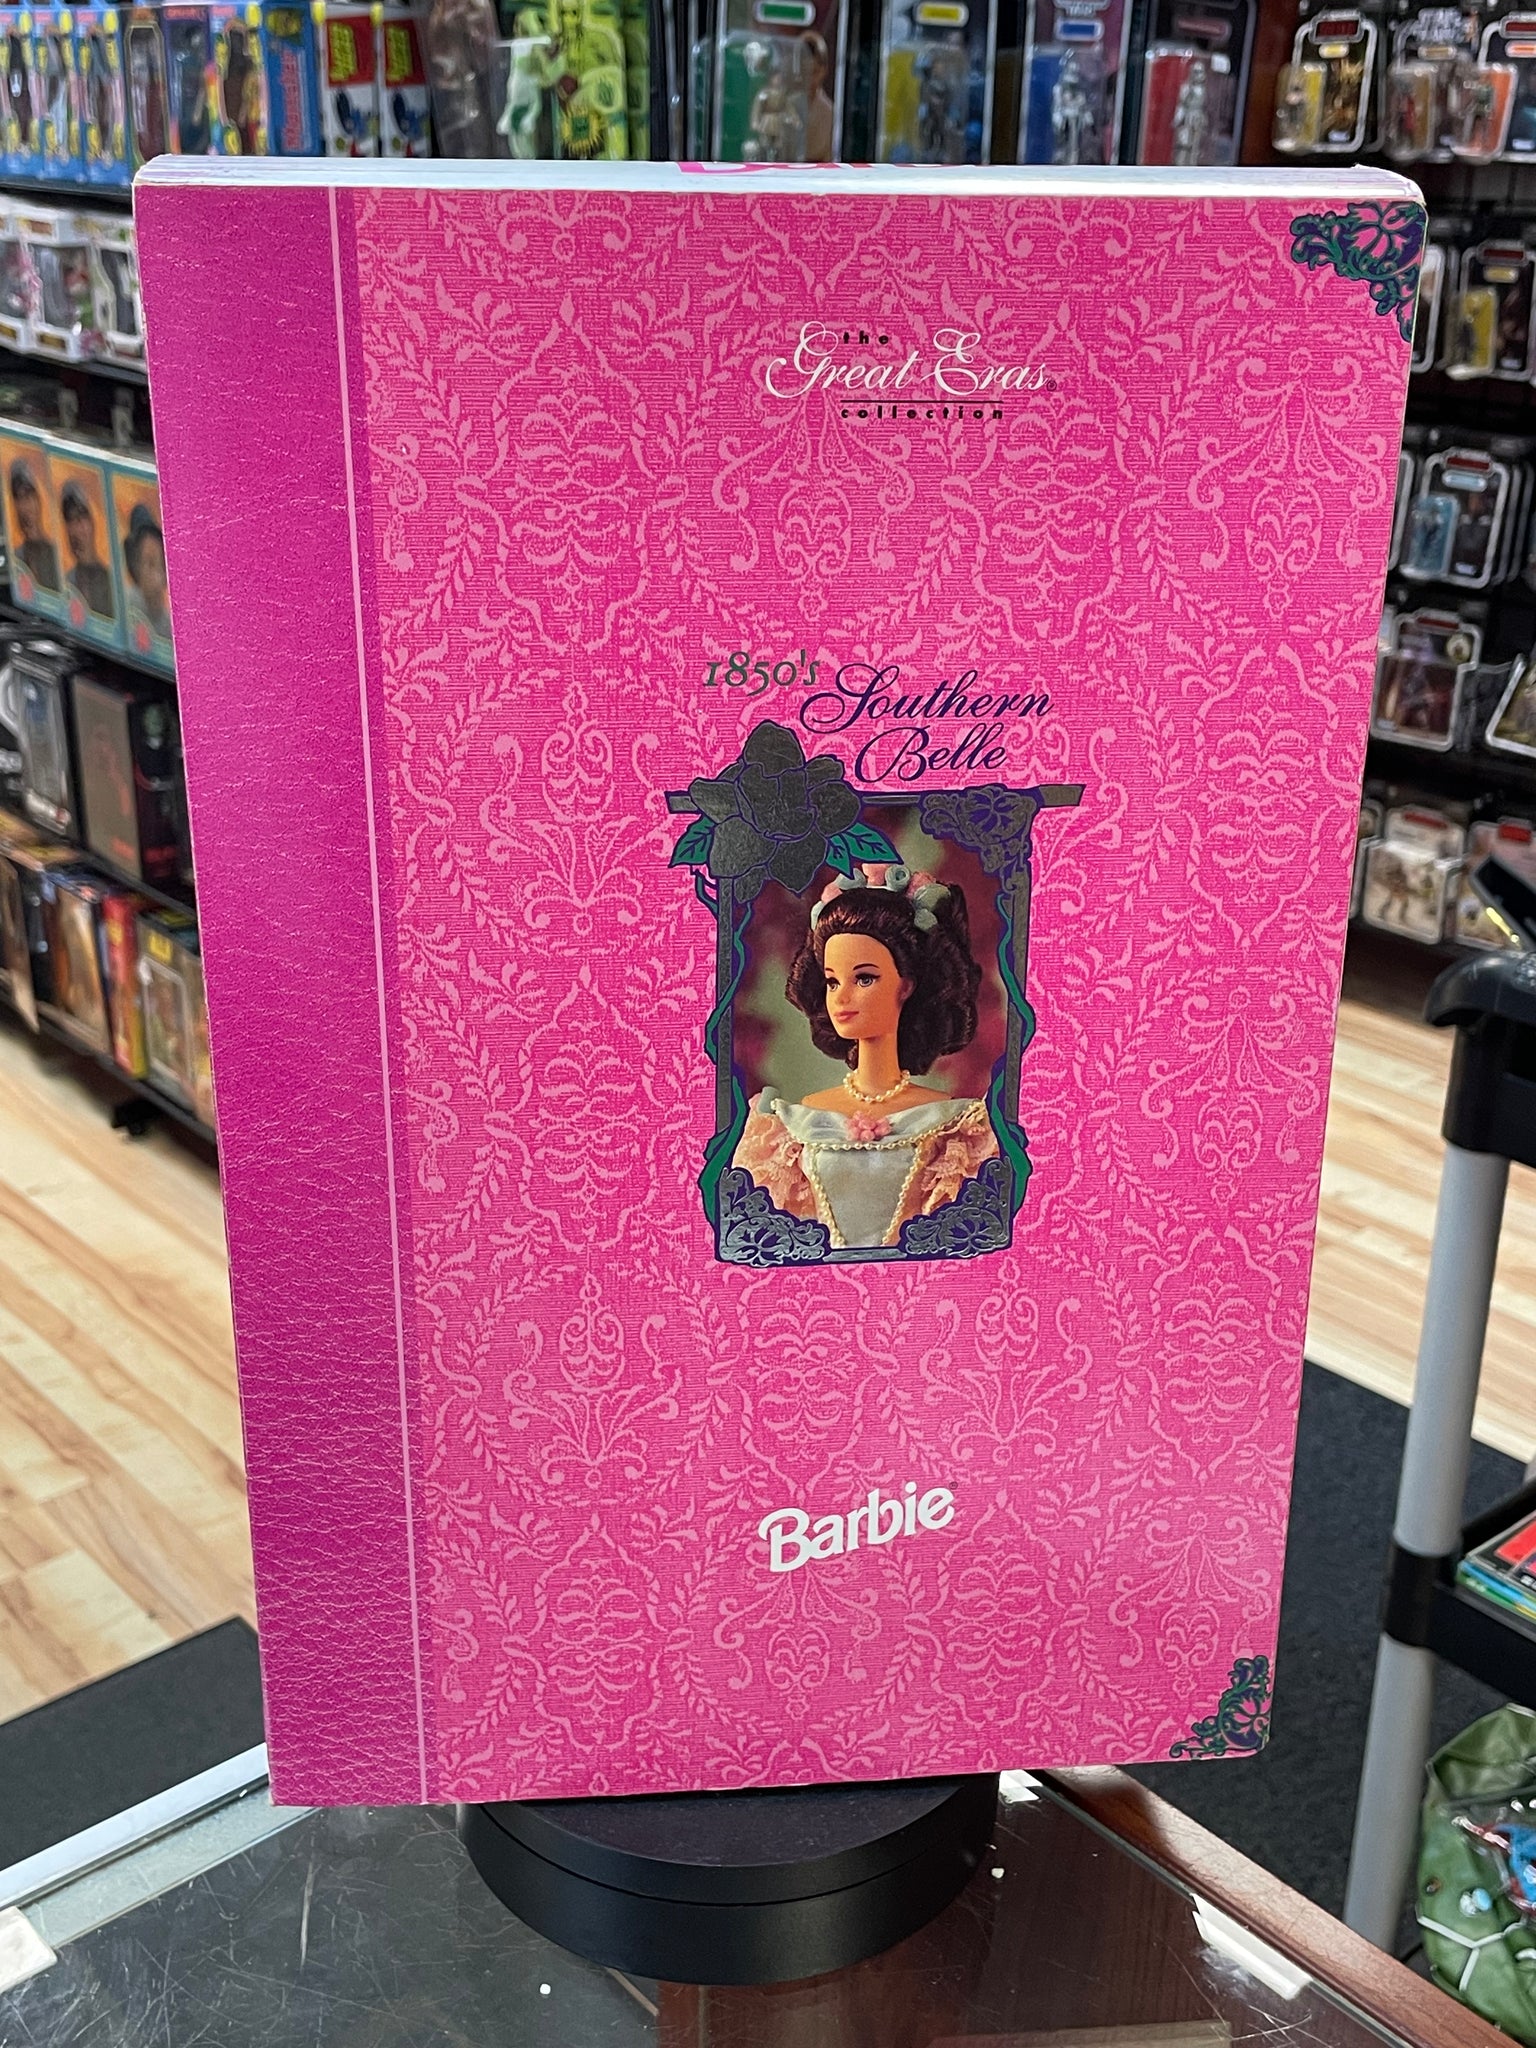 the
Great Eras®
collection
1850's Southern
Belle
Barbie®